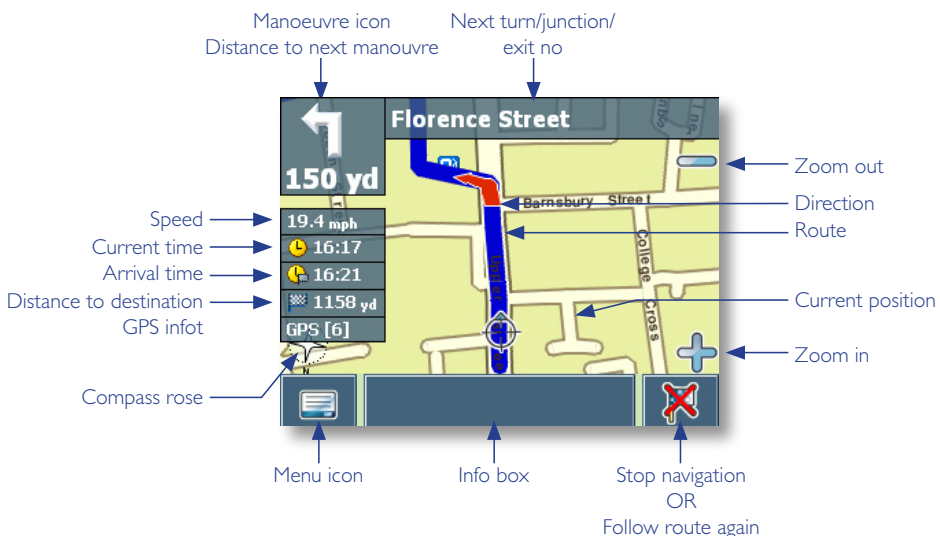 Manoeuvre icon
Distance to next manouvre
Next turn/junction/
exit no
Florence Street
150 yd
Zoom out
Direction
Route
Barnsbury Street
College Cross
Upper
Speed
19.4 mph
Current time
16:17
Arrival time
16:21
Distance to destination
1158 yd
GPS infot
GPS [6]
Current position
Zoom in
N
Compass rose
Menu icon
Info box
Stop navigation
OR
Follow route again